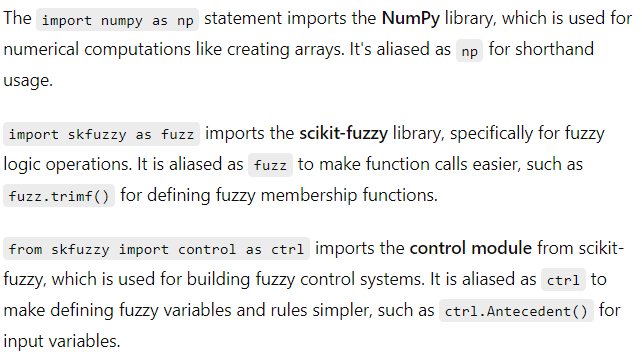 The import numpy as np statement imports the NumPy library, which is used for
numerical computations like creating arrays. It's aliased as np for shorthand
usage.
import skfuzzy as fuzz imports the scikit-fuzzy library, specifically for fuzzy
logic operations. It is aliased as fuzz to make function calls easier, such as
fuzz.trimf() for defining fuzzy membership functions.
from skfuzzy import control as ctrl imports the control module from scikit-
fuzzy, which is used for building fuzzy control systems. It is aliased as ctrl to
make defining fuzzy variables and rules simpler, such as ctrl.Antecedent() for
input variables.